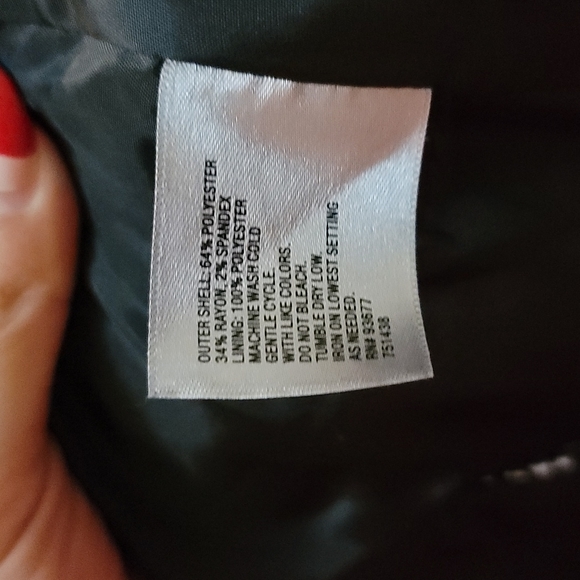 OUTER SHELL: 64% POLYESTER
34% RAYON, 2% SPANDEX
LINING: 100% POLYESTER
MACHINE WASH COLD
GENTLE CYCLE.
WITH LIKE COLORS.
DO NOT BLEACH.
TUMBLE DRY LOW.
IRON ON LOWEST SETTING
AS NEEDED.
RN# 93677
751438